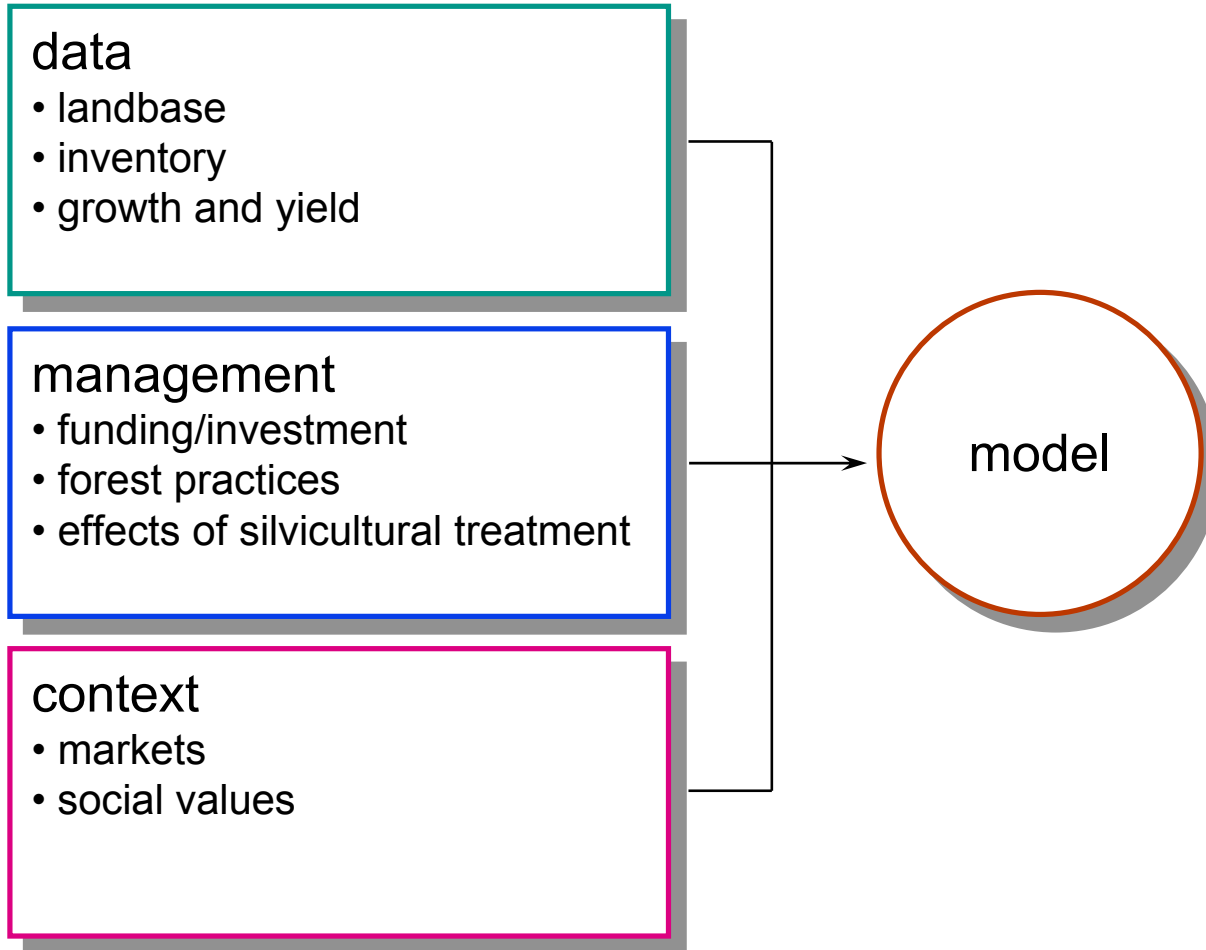 data
• landbase
• inventory
• growth and yield
management
• funding/investment
• forest practices
• effects of silvicultural treatment
context
• markets
• social values
model